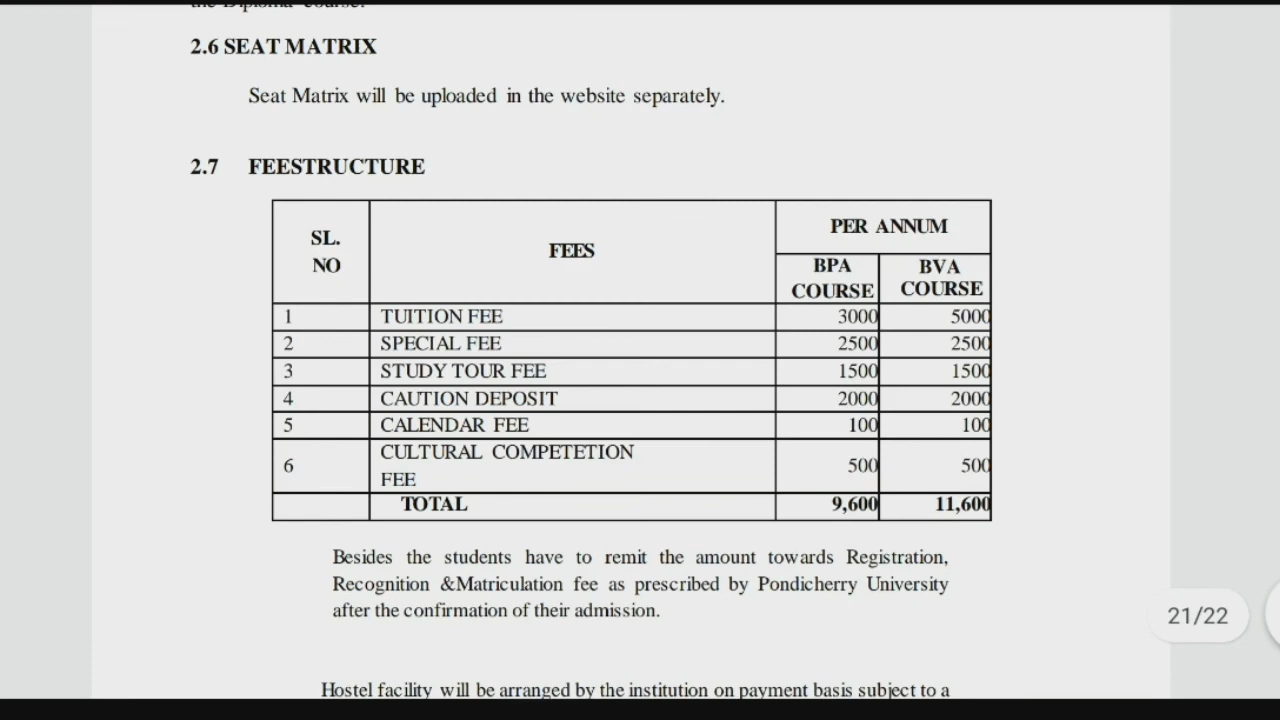 the Diploma course.
2.6 SEAT MATRIX
Seat Matrix will be uploaded in the website separately.
2.7 FEESTRUCTURE
SL. NO FEES PER ANNUM
BPA COURSE BVA COURSE
1 TUITION FEE 3000 5000
2 SPECIAL FEE 2500 2500
3 STUDY TOUR FEE 1500 1500
4 CAUTION DEPOSIT 2000 2000
5 CALENDAR FEE 100 100
6 CULTURAL COMPETETION FEE 500 500
TOTAL 9,600 11,600
Besides the students have to remit the amount towards Registration,
Recognition &Matriculation fee as prescribed by Pondicherry University
after the confirmation of their admission.
21/22
Hostel facility will be arranged by the institution on payment basis subject to a